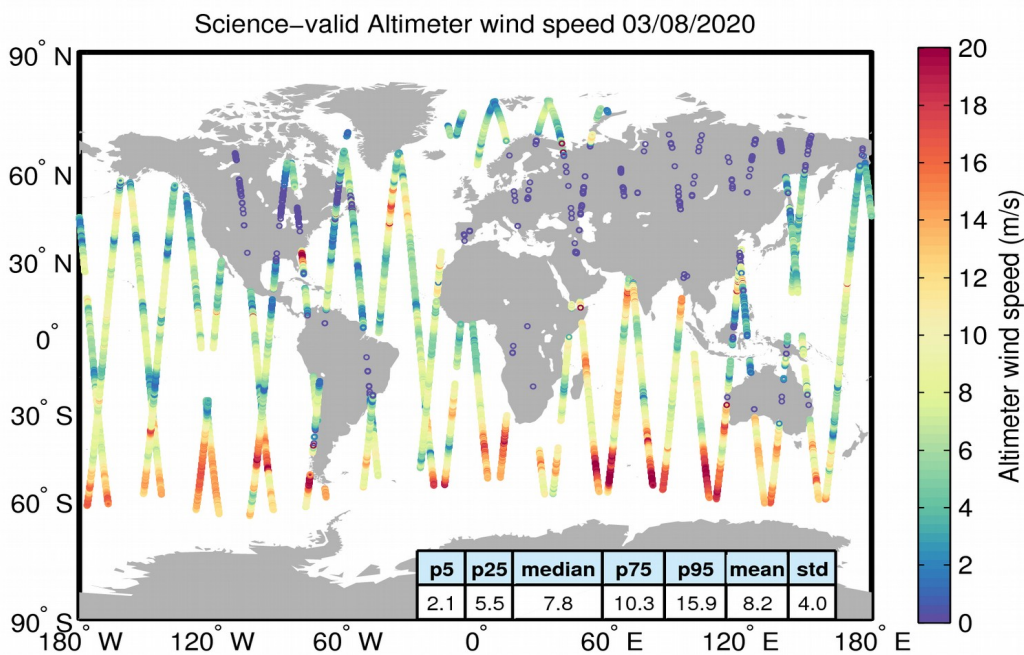 Science−valid Altimeter wind speed 03/08/2020
90° N
60° N
30° N
0°
30° S
60° S
90° S
180° W 120° W 60° W 0° 60° E 120° E 180° E
p5 p25 median p75 p95 mean std
2.1 5.5 7.8 10.3 15.9 8.2 4.0
20
18
16
14
12
10
8
6
4
2
0
Altimeter wind speed (m/s)